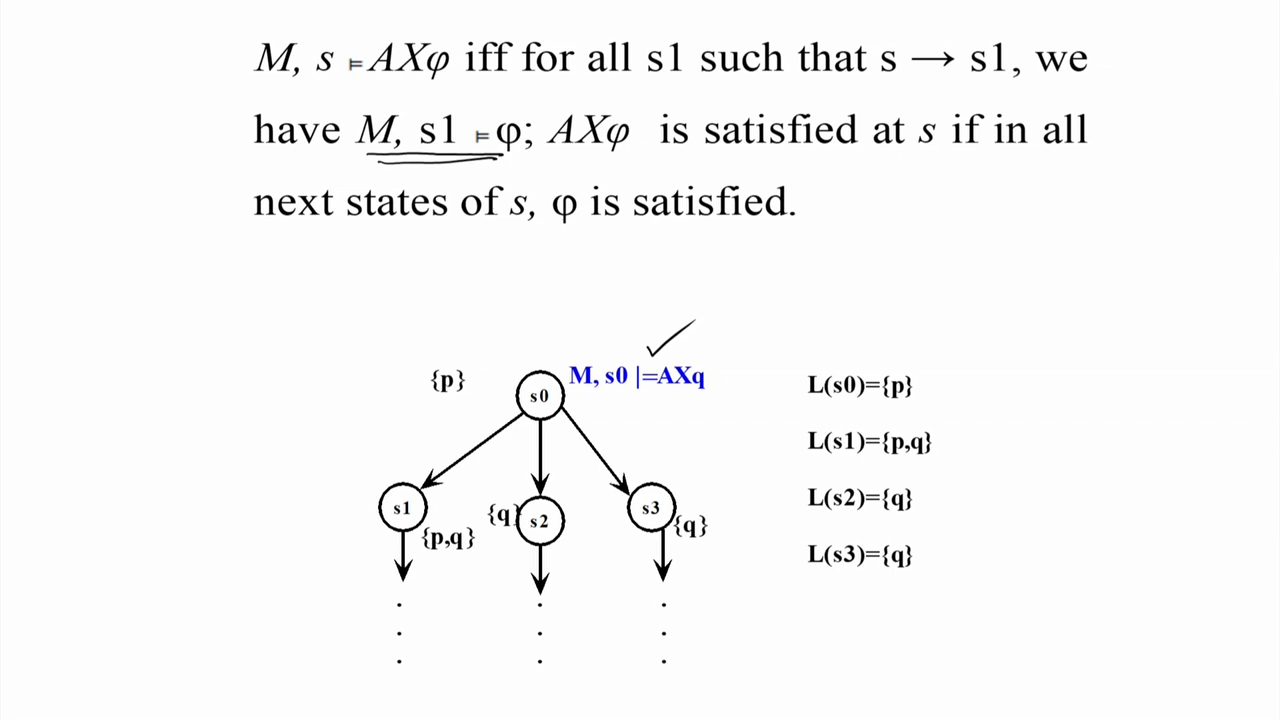 M, s ⊨ AXφ iff for all s1 such that s → s1, we
have M, s1 ⊨ φ; AXφ is satisfied at s if in all
next states of s, φ is satisfied.
{p}
s0
M, s0 |=AXq
L(s0)={p}
L(s1)={p,q}
s1
{p,q}
{q}
s2
s3
{q}
L(s2)={q}
L(s3)={q}